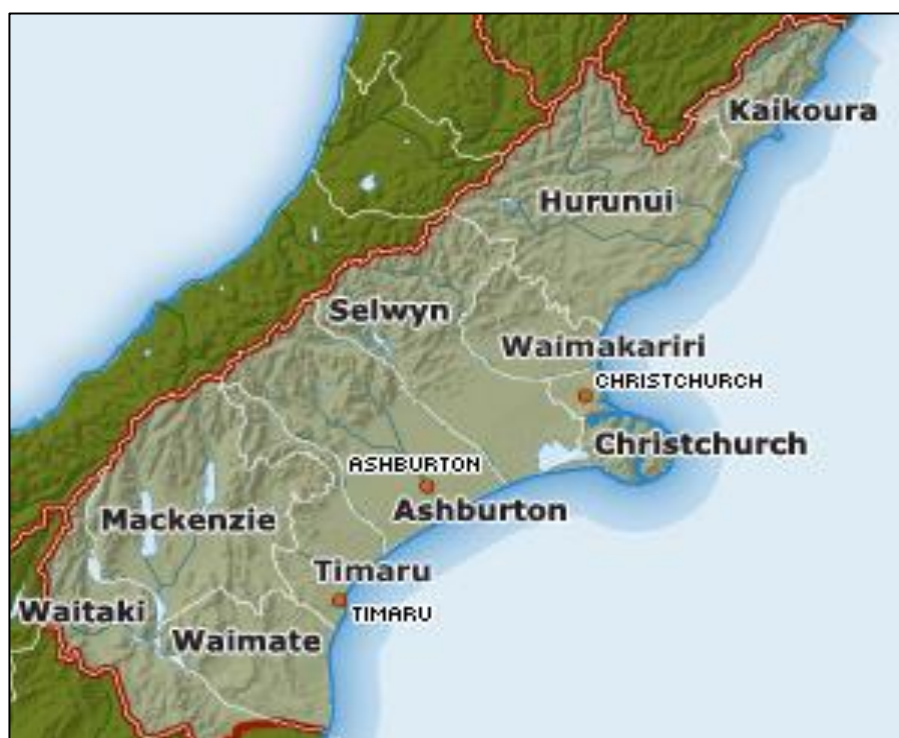 Kaikoura
Hurunui
Selwyn
Waimakariri
CHRISTCHURCH
Christchurch
ASHBURTON
Ashburton
Mackenzie
Timaru
TIMARU
Waitaki
Waimate